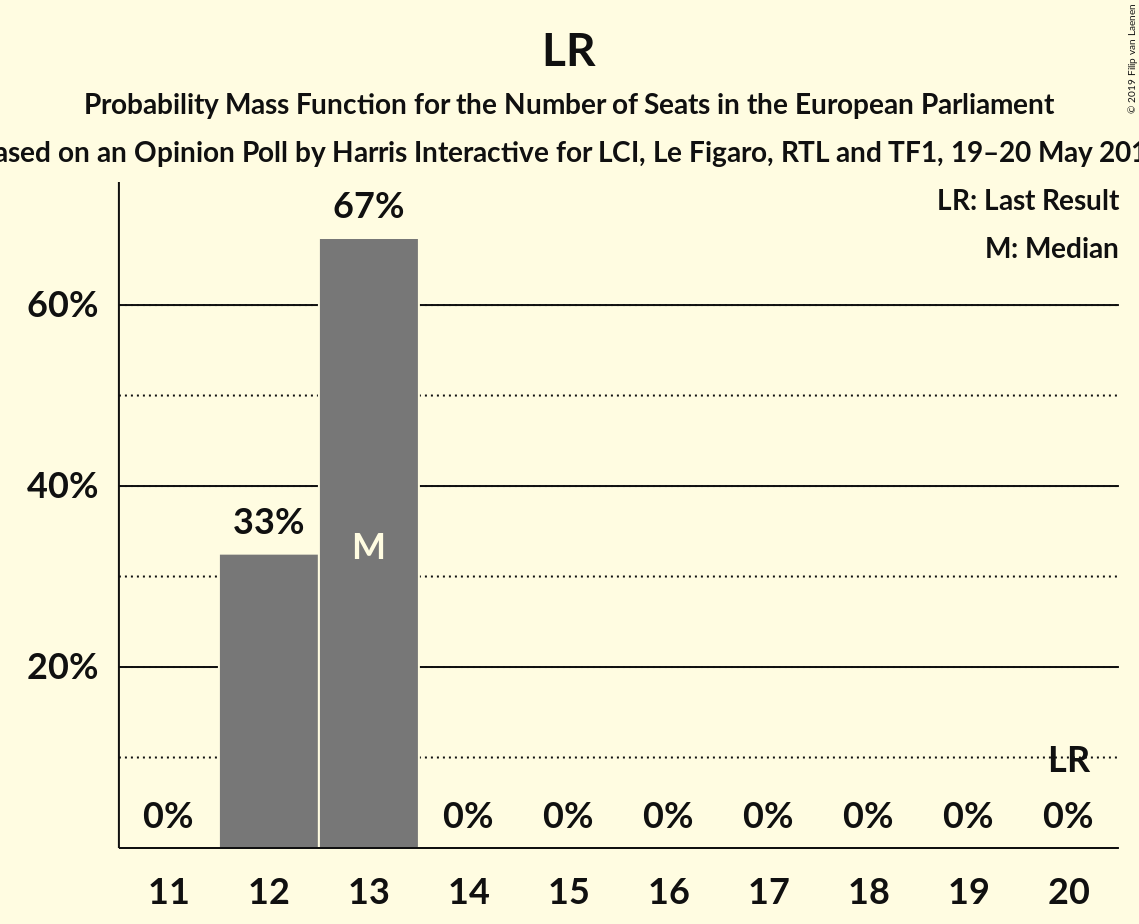 LR
Probability Mass Function for the Number of Seats in the European Parliament
ased on an Opinion Poll by Harris Interactive for LCI, Le Figaro, RTL and TF1, 19–20 May 201
© 2019 Filip van Laenen
LR: Last Result
M: Median
67%
60%
40%
33%
M
20%
LR
0% 0% 0% 0% 0% 0% 0% 0%
11 12 13 14 15 16 17 18 19 20